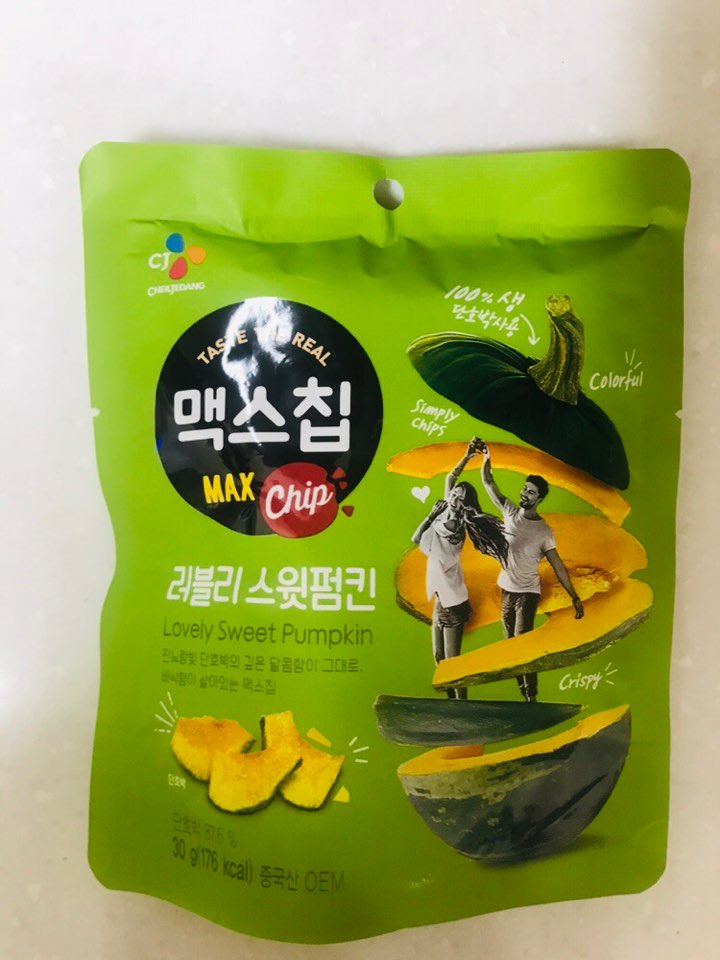 CJ
CHEILJEDANG
TASTE THE REAL
맥스칩
MAX Chip
러블리 스윗펌킨
Lovely Sweet Pumpkin
진노랑빛 단호박의 깊은 달콤함이 그대로,
바삭함이 살아있는 맥스칩
100% 생
단호박사용
Colorful
Simply
Chips
Crispy
단호박
단호박 87.6 %
30 g(176 kcal) 중국산 OEM